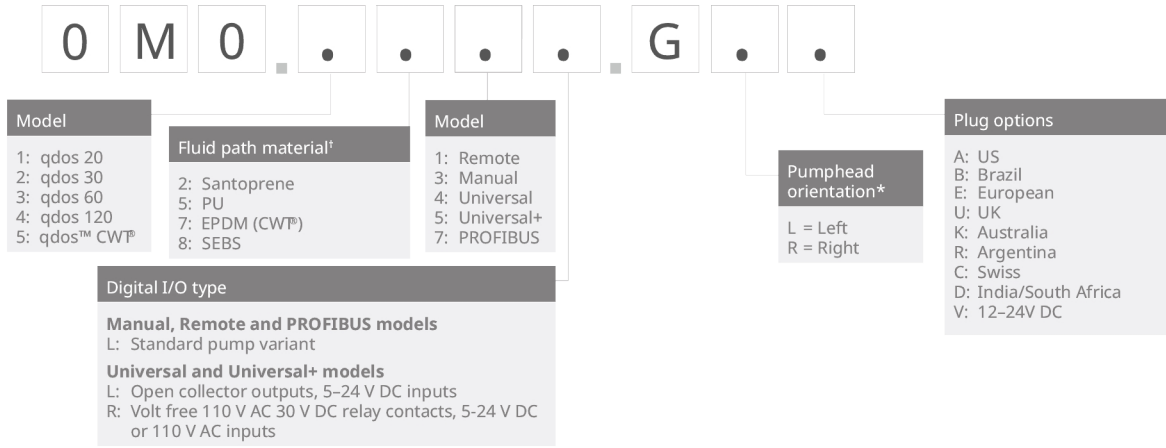 0 M 0 . . . . . G . .
Model
1: qdos 20
2: qdos 30
3: qdos 60
4: qdos 120
5: qdos™ CWT®
Fluid path material†
2: Santoprene
5: PU
7: EPDM (CWT®)
8: SEBS
Model
1: Remote
3: Manual
4: Universal
5: Universal+
7: PROFIBUS
Digital I/O type
Manual, Remote and PROFIBUS models
L: Standard pump variant
Universal and Universal+ models
L: Open collector outputs, 5–24 V DC inputs
R: Volt free 110 V AC 30 V DC relay contacts, 5-24 V DC
or 110 V AC inputs
Pumphead
orientation*
L = Left
R = Right
Plug options
A: US
B: Brazil
E: European
U: UK
K: Australia
R: Argentina
C: Swiss
D: India/South Africa
V: 12–24V DC